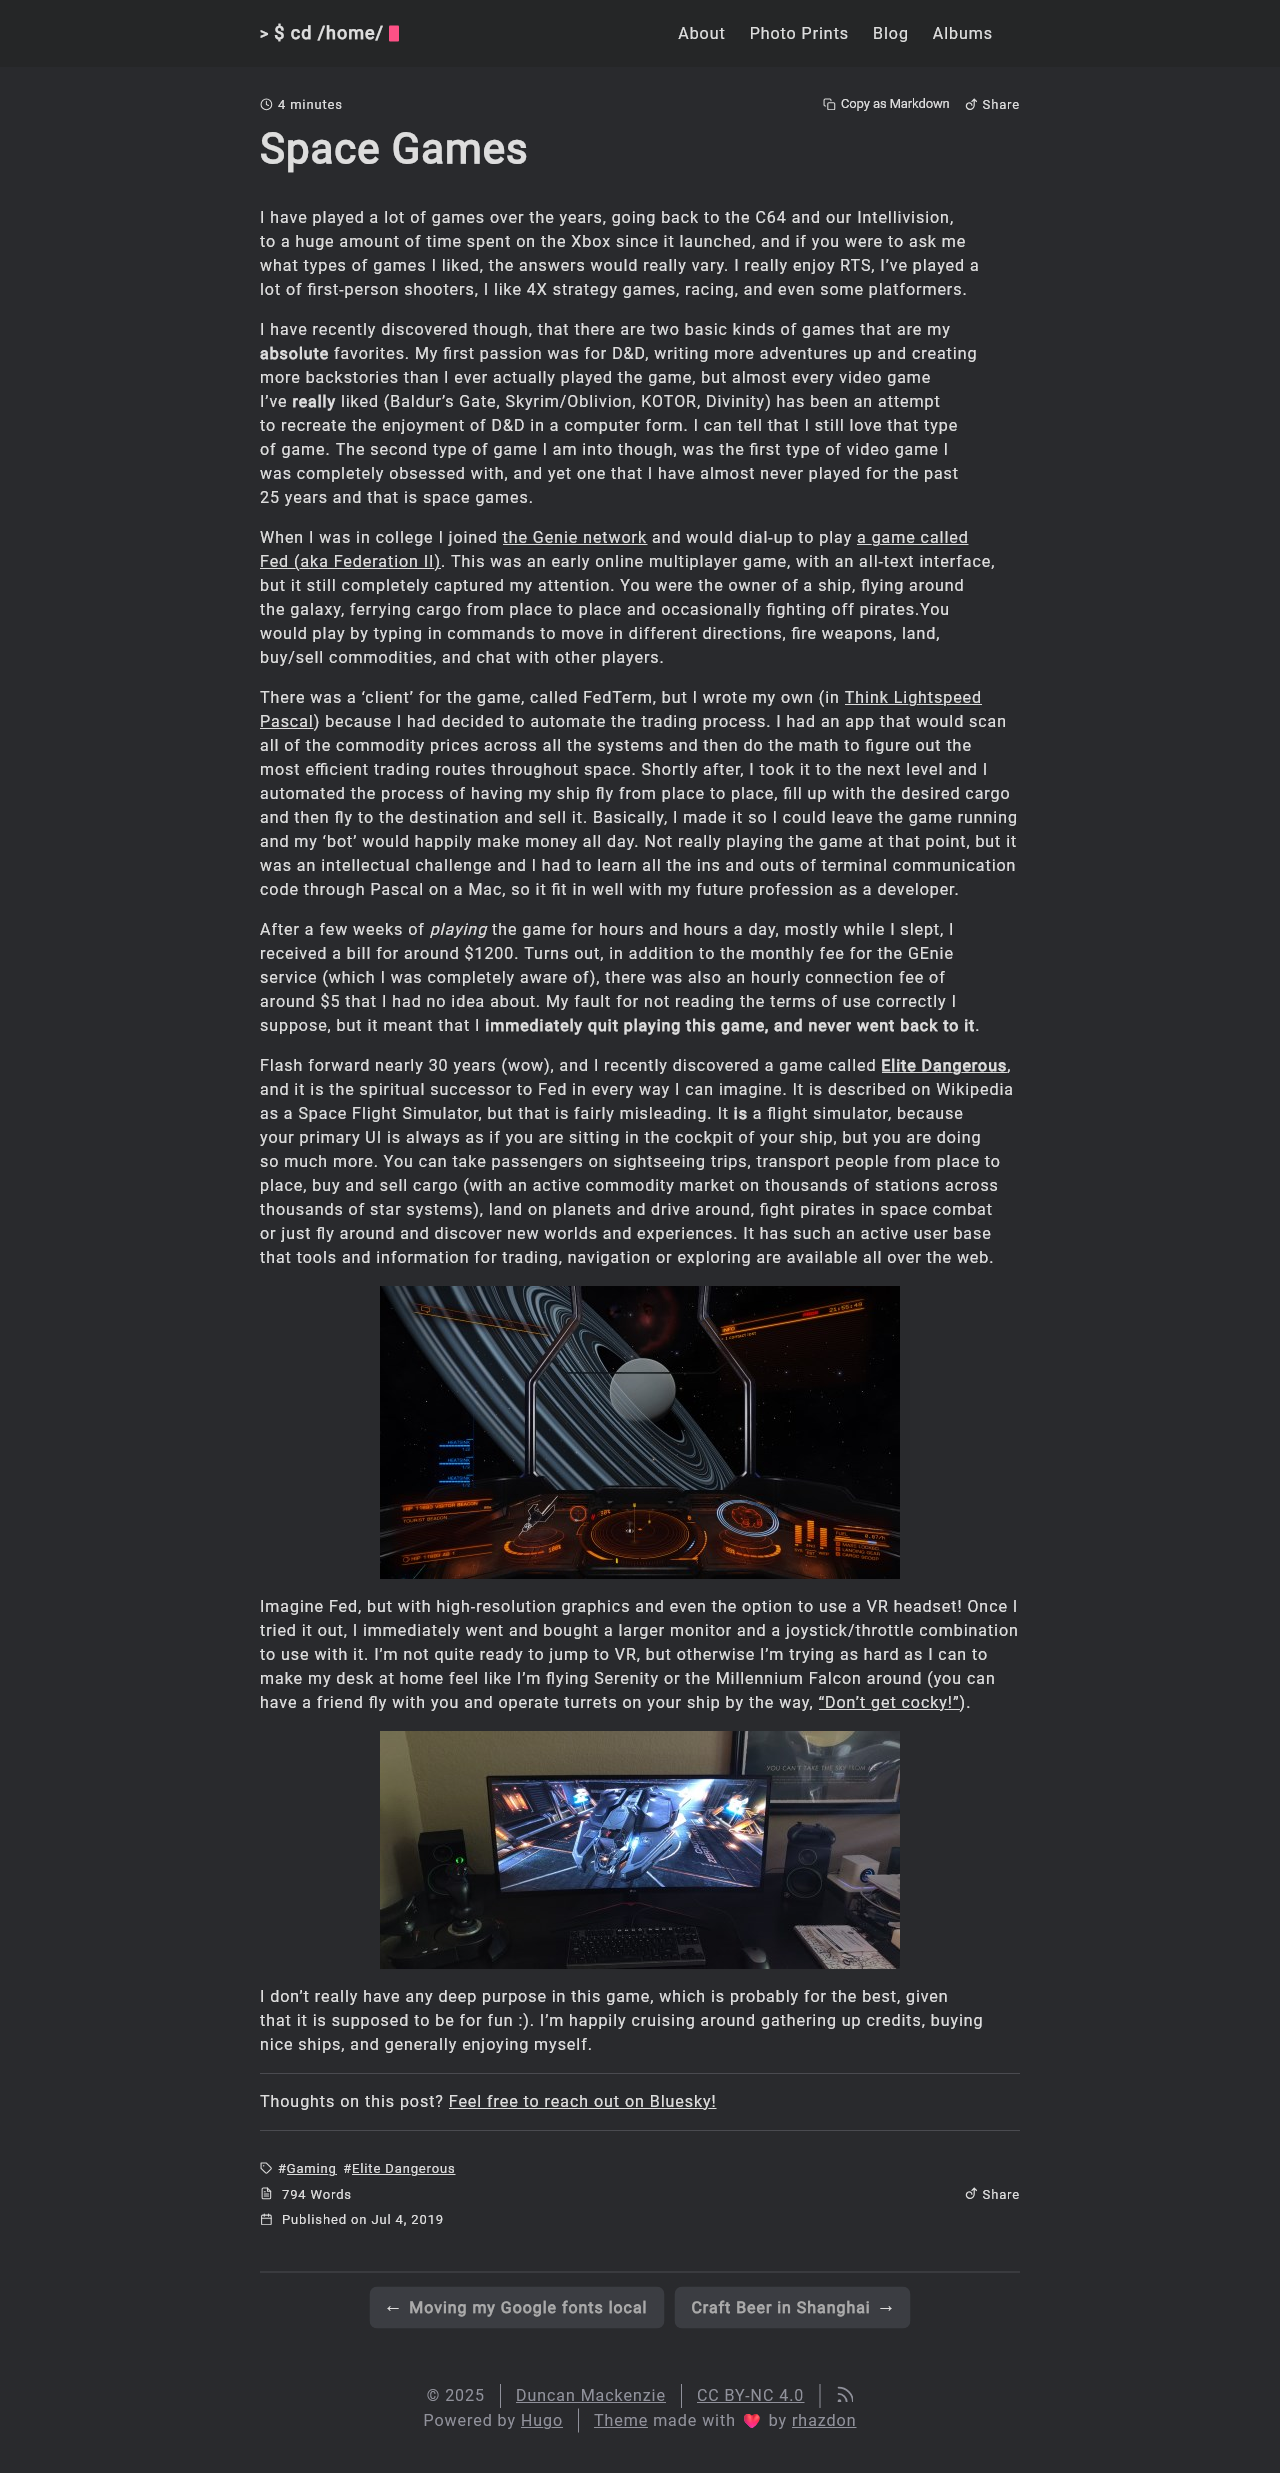 > $ cd /home/
About Photo Prints Blog Albums
4 minutes
Copy as Markdown Share
Space Games
I have played a lot of games over the years, going back to the C64 and our Intellivision,
to a huge amount of time spent on the Xbox since it launched, and if you were to ask me
what types of games I liked, the answers would really vary. I really enjoy RTS, I’ve played a
lot of first-person shooters, I like 4X strategy games, racing, and even some platformers.
I have recently discovered though, that there are two basic kinds of games that are my
absolute favorites. My first passion was for D&D, writing more adventures up and creating
more backstories than I ever actually played the game, but almost every video game
I’ve really liked (Baldur’s Gate, Skyrim/Oblivion, KOTOR, Divinity) has been an attempt
to recreate the enjoyment of D&D in a computer form. I can tell that I still love that type
of game. The second type of game I am into though, was the first type of video game I
was completely obsessed with, and yet one that I have almost never played for the past
25 years and that is space games.
When I was in college I joined the Genie network and would dial-up to play a game called
Fed (aka Federation II). This was an early online multiplayer game, with an all-text interface,
but it still completely captured my attention. You were the owner of a ship, flying around
the galaxy, ferrying cargo from place to place and occasionally fighting off pirates.You
would play by typing in commands to move in different directions, fire weapons, land,
buy/sell commodities, and chat with other players.
There was a ‘client’ for the game, called FedTerm, but I wrote my own (in Think Lightspeed
Pascal) because I had decided to automate the trading process. I had an app that would scan
all of the commodity prices across all the systems and then do the math to figure out the
most efficient trading routes throughout space. Shortly after, I took it to the next level and I
automated the process of having my ship fly from place to place, fill up with the desired cargo
and then fly to the destination and sell it. Basically, I made it so I could leave the game running
and my ‘bot’ would happily make money all day. Not really playing the game at that point, but it
was an intellectual challenge and I had to learn all the ins and outs of terminal communication
code through Pascal on a Mac, so it fit in well with my future profession as a developer.
After a few weeks of playing the game for hours and hours a day, mostly while I slept, I
received a bill for around $1200. Turns out, in addition to the monthly fee for the GEnie
service (which I was completely aware of), there was also an hourly connection fee of
around $5 that I had no idea about. My fault for not reading the terms of use correctly I
suppose, but it meant that I immediately quit playing this game, and never went back to it.
Flash forward nearly 30 years (wow), and I recently discovered a game called Elite Dangerous,
and it is the spiritual successor to Fed in every way I can imagine. It is described on Wikipedia
as a Space Flight Simulator, but that is fairly misleading. It is a flight simulator, because
your primary UI is always as if you are sitting in the cockpit of your ship, but you are doing
so much more. You can take passengers on sightseeing trips, transport people from place to
place, buy and sell cargo (with an active commodity market on thousands of stations across
thousands of star systems), land on planets and drive around, fight pirates in space combat
or just fly around and discover new worlds and experiences. It has such an active user base
that tools and information for trading, navigation or exploring are available all over the web.
HEATSINK
HEATSINK
HEATSINK
TOURIST BEACON
FUEL
MASS LOCKED
LANDING GEAR
CARGO SCOOP
Imagine Fed, but with high-resolution graphics and even the option to use a VR headset! Once I
tried it out, I immediately went and bought a larger monitor and a joystick/throttle combination
to use with it. I’m not quite ready to jump to VR, but otherwise I’m trying as hard as I can to
make my desk at home feel like I’m flying Serenity or the Millennium Falcon around (you can
have a friend fly with you and operate turrets on your ship by the way, “Don’t get cocky!”).
YOU CAN'T TAKE THE SKY FROM ME
I don’t really have any deep purpose in this game, which is probably for the best, given
that it is supposed to be for fun :). I’m happily cruising around gathering up credits, buying
nice ships, and generally enjoying myself.
Thoughts on this post? Feel free to reach out on Bluesky!
#Gaming #Elite Dangerous
794 Words
Share
Published on Jul 4, 2019
← Moving my Google fonts local
Craft Beer in Shanghai →
© 2025 Duncan Mackenzie CC BY-NC 4.0
Powered by Hugo Theme made with ❤️ by rhazdon